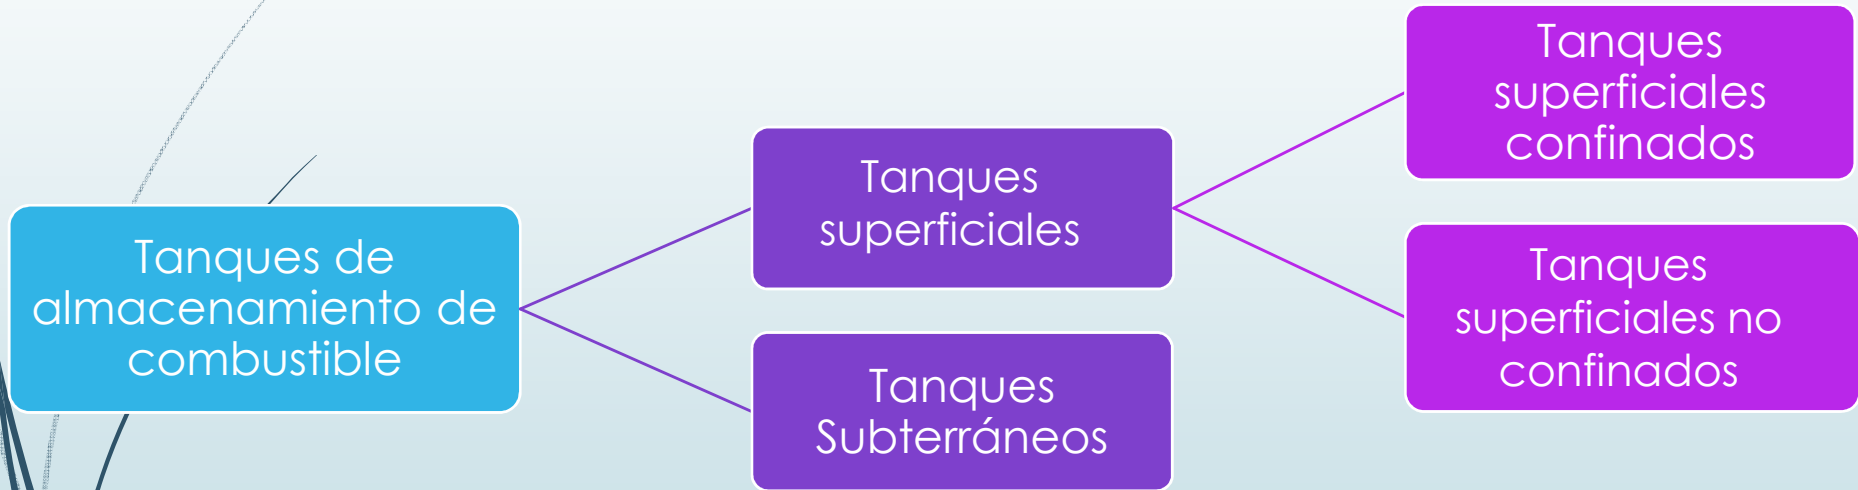 Tanques de
almacenamiento de
combustible
Tanques
superficiales
Tanques
Subterráneos
Tanques
superficiales
confinados
Tanques
superficiales no
confinados